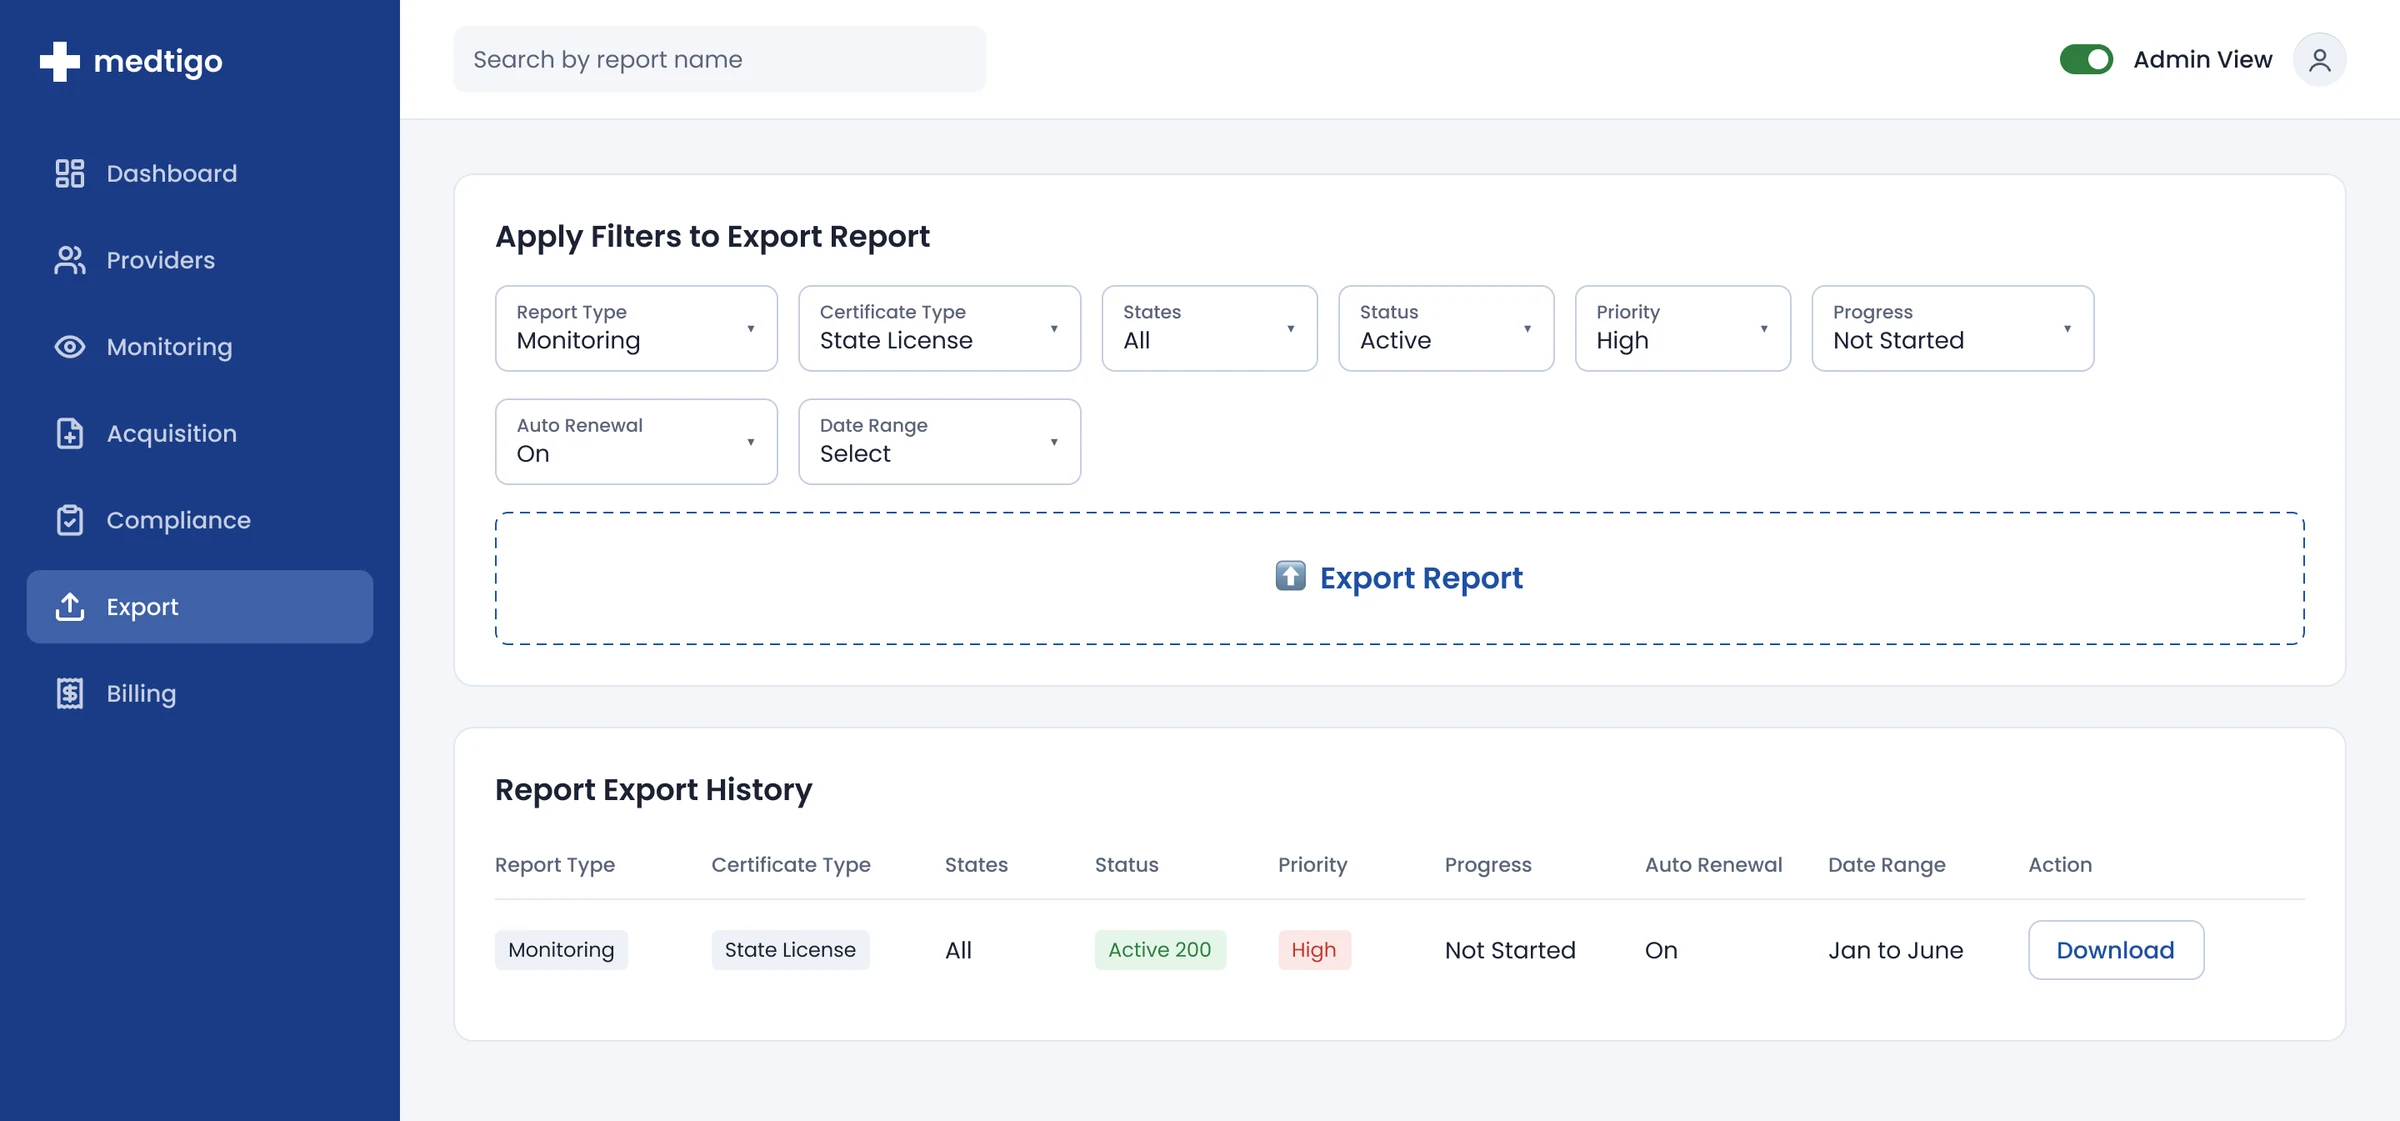 medtigo
Search by report name
Admin View
Dashboard
Providers
Monitoring
Acquisition
Compliance
Export
Billing
Apply Filters to Export Report
Report Type
Monitoring
Certificate Type
State License
States
All
Status
Active
Priority
High
Progress
Not Started
Auto Renewal
On
Date Range
Select
Export Report
Report Export History
Report Type Certificate Type States Status Priority Progress Auto Renewal Date Range Action
Monitoring State License All Active 200 High Not Started On Jan to June Download